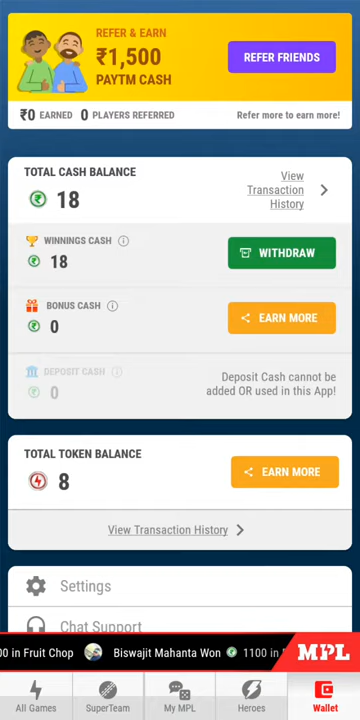 REFER & EARN
₹1,500
PAYTM CASH
REFER FRIENDS
₹0 EARNED 0 PLAYERS REFERRED
Refer more to earn more!
TOTAL CASH BALANCE
18
View
Transaction
History
WINNINGS CASH
18
WITHDRAW
BONUS CASH
0
EARN MORE
DEPOSIT CASH
0
Deposit Cash cannot be
added OR used in this App!
TOTAL TOKEN BALANCE
8
EARN MORE
View Transaction History
Settings
Chat Support
00 in Fruit Chop Biswajit Mahanta Won 1100 in
MPL
All Games
SuperTeam
My MPL
Heroes
Wallet